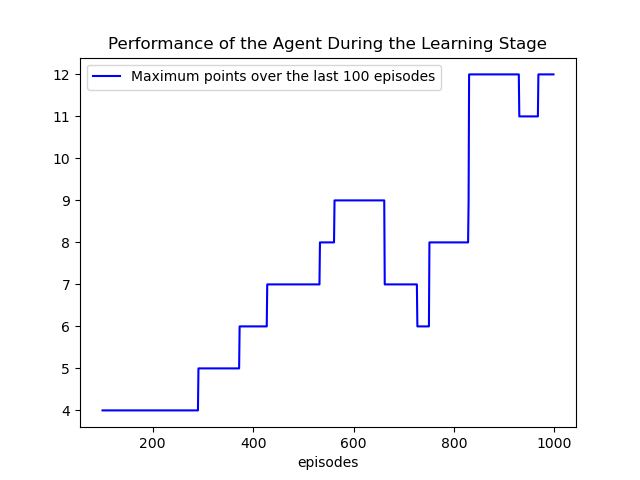 Performance of the Agent During the Learning Stage
Maximum points over the last 100 episodes
12
11
10
9
8
7
6
5
4
200 400 600 800 1000
episodes